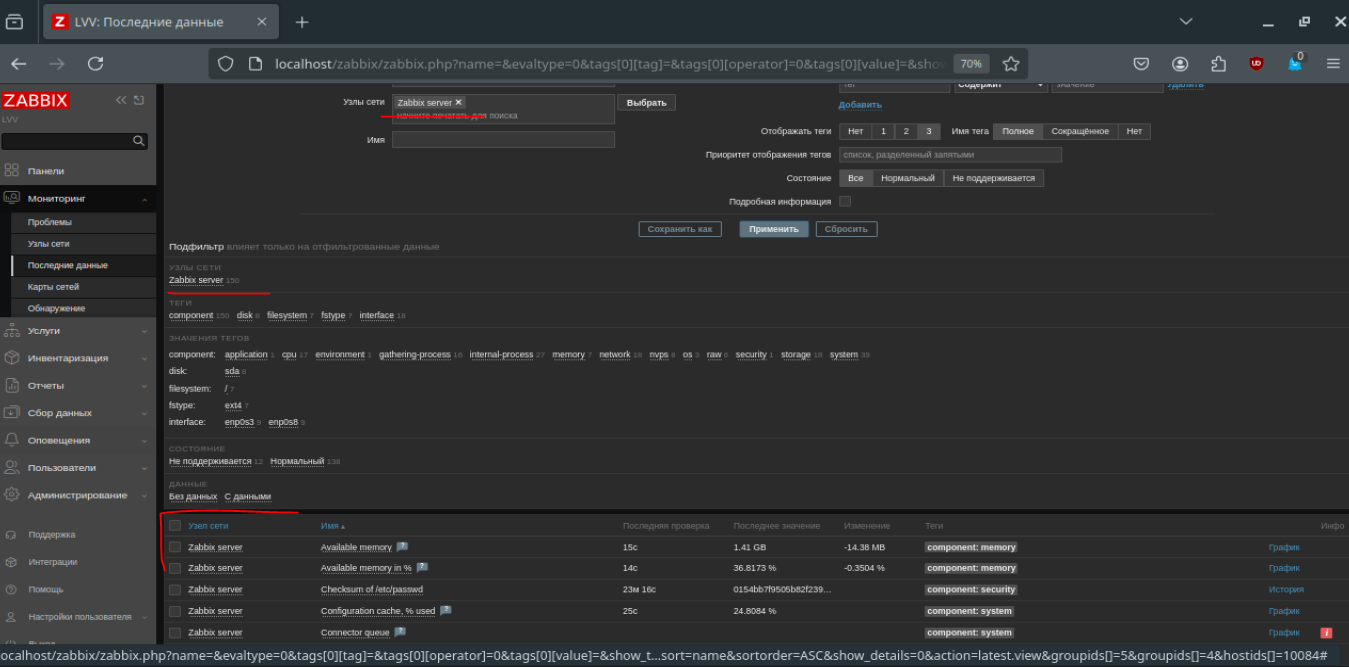 LVV: Последние данные
localhost/zabbix/zabbix.php?name=&evaltype=0&tags[0][tag]=&tags[0][operator]=0&tags[0][value]=&show
70%
0
ZABBIX
LVV
Панели
Мониторинг
Проблемы
Узлы сети
Последние данные
Карты сетей
Обнаружение
Услуги
Инвентаризация
Отчеты
Сбор данных
Оповещения
Пользователи
Администрирование
Поддержка
Интеграции
Помощь
Настройки пользователя
Выход
Узлы сети Zabbix server Выбрать
начните печатать для поиска
Имя
тег Содержит значение Удалить
Добавить
Отображать теги Нет 1 2 3 Имя тега Полное Сокращённое Нет
Приоритет отображения тегов список, разделенный запятыми
Состояние Все Нормальный Не поддерживается
Подробная информация
Сохранить как Применить Сбросить
Подфильтр влияет только на отфильтрованные данные
УЗЛЫ СЕТИ
Zabbix server 150
ТЕГИ
component 150 disk 8 filesystem 7 fstype 7 interface 18
ЗНАЧЕНИЯ ТЕГОВ
component: application 1 cpu 17 environment 1 gathering-process 16 internal-process 27 memory 7 network 18 nvps 8 os 3 raw 6 security 1 storage 18 system 39
disk: sda 8
filesystem: / 7
fstype: ext4 7
interface: enp0s3 9 enp0s8 9
СОСТОЯНИЕ
Не поддерживается 12 Нормальный 138
ДАННЫЕ
Без данных С данными
Узел сети Имя Последняя проверка Последнее значение Изменение Теги Инфо
Zabbix server Available memory ? 15с 1.41 GB -14.38 MB component: memory График
Zabbix server Available memory in % ? 14с 36.8173 % -0.3504 % component: memory График
Zabbix server Checksum of /etc/passwd 23м 16с 0154bb7f9505b82f239... component: security История
Zabbix server Configuration cache, % used ? 25с 24.8084 % component: system График
Zabbix server Connector queue ? component: system График i
ocalhost/zabbix/zabbix.php?name=&evaltype=0&tags[0][tag]=&tags[0][operator]=0&tags[0][value]=&show_t...sort=name&sortorder=ASC&show_details=0&action=latest.view&groupids[]=5&groupids[]=4&hostids[]=10084#